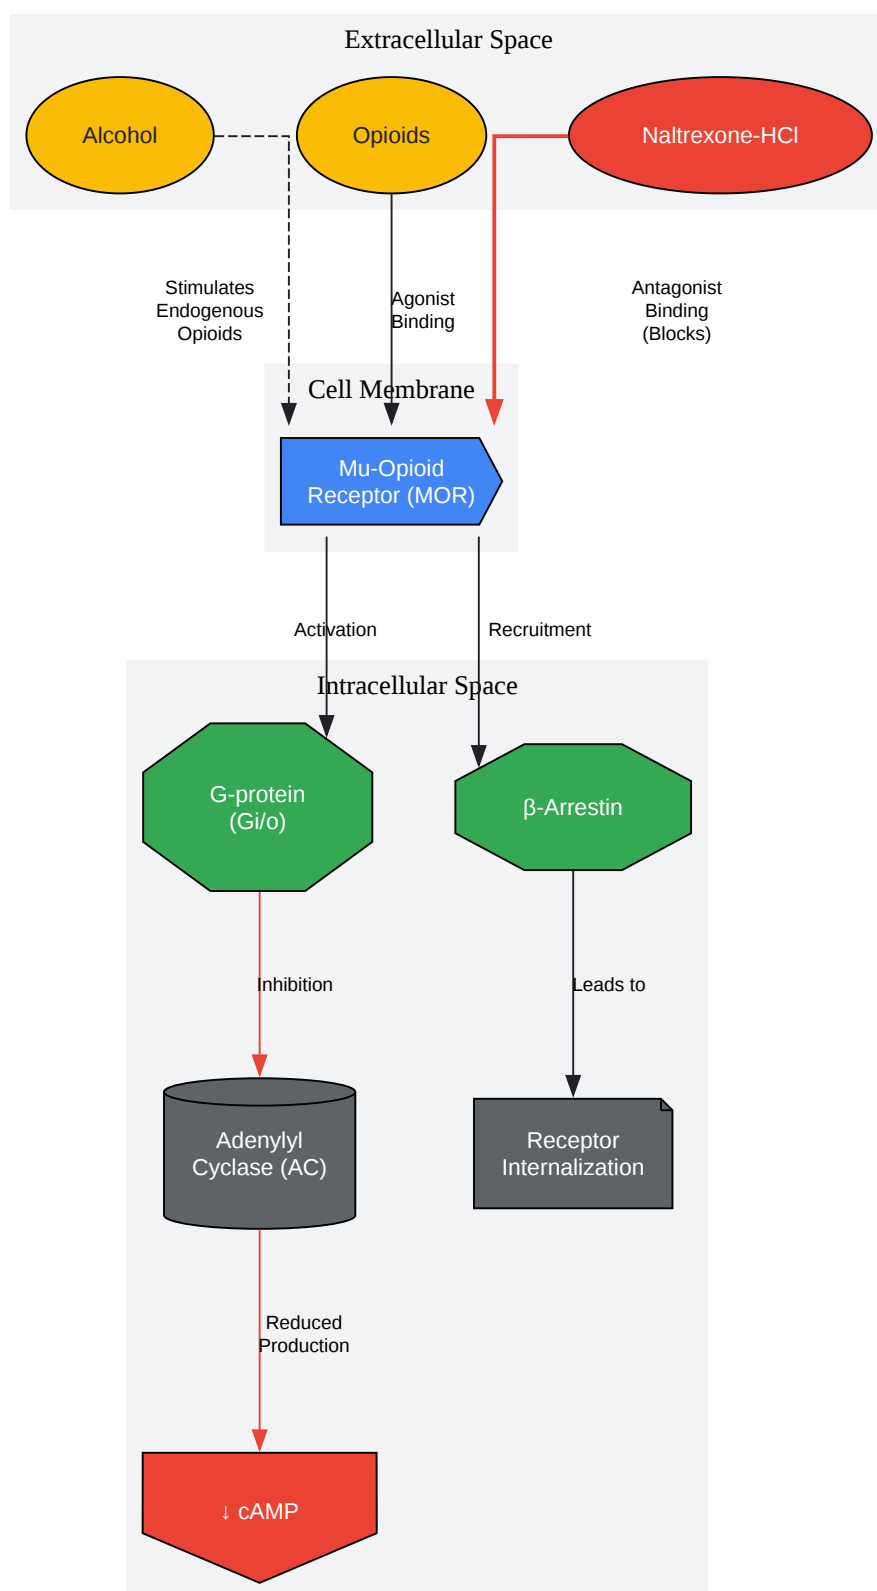 Extracellular Space
Alcohol
Opioids
Naltrexone-HCl
Stimulates
Endogenous
Opioids
Agonist
Binding
Antagonist
Binding
(Blocks)
Cell Membrane
Mu-Opioid
Receptor (MOR)
Activation
Recruitment
Intracellular Space
G-protein
(Gi/o)
β-Arrestin
Inhibition
Leads to
Adenylyl
Cyclase (AC)
Receptor
Internalization
Reduced
Production
↓ cAMP